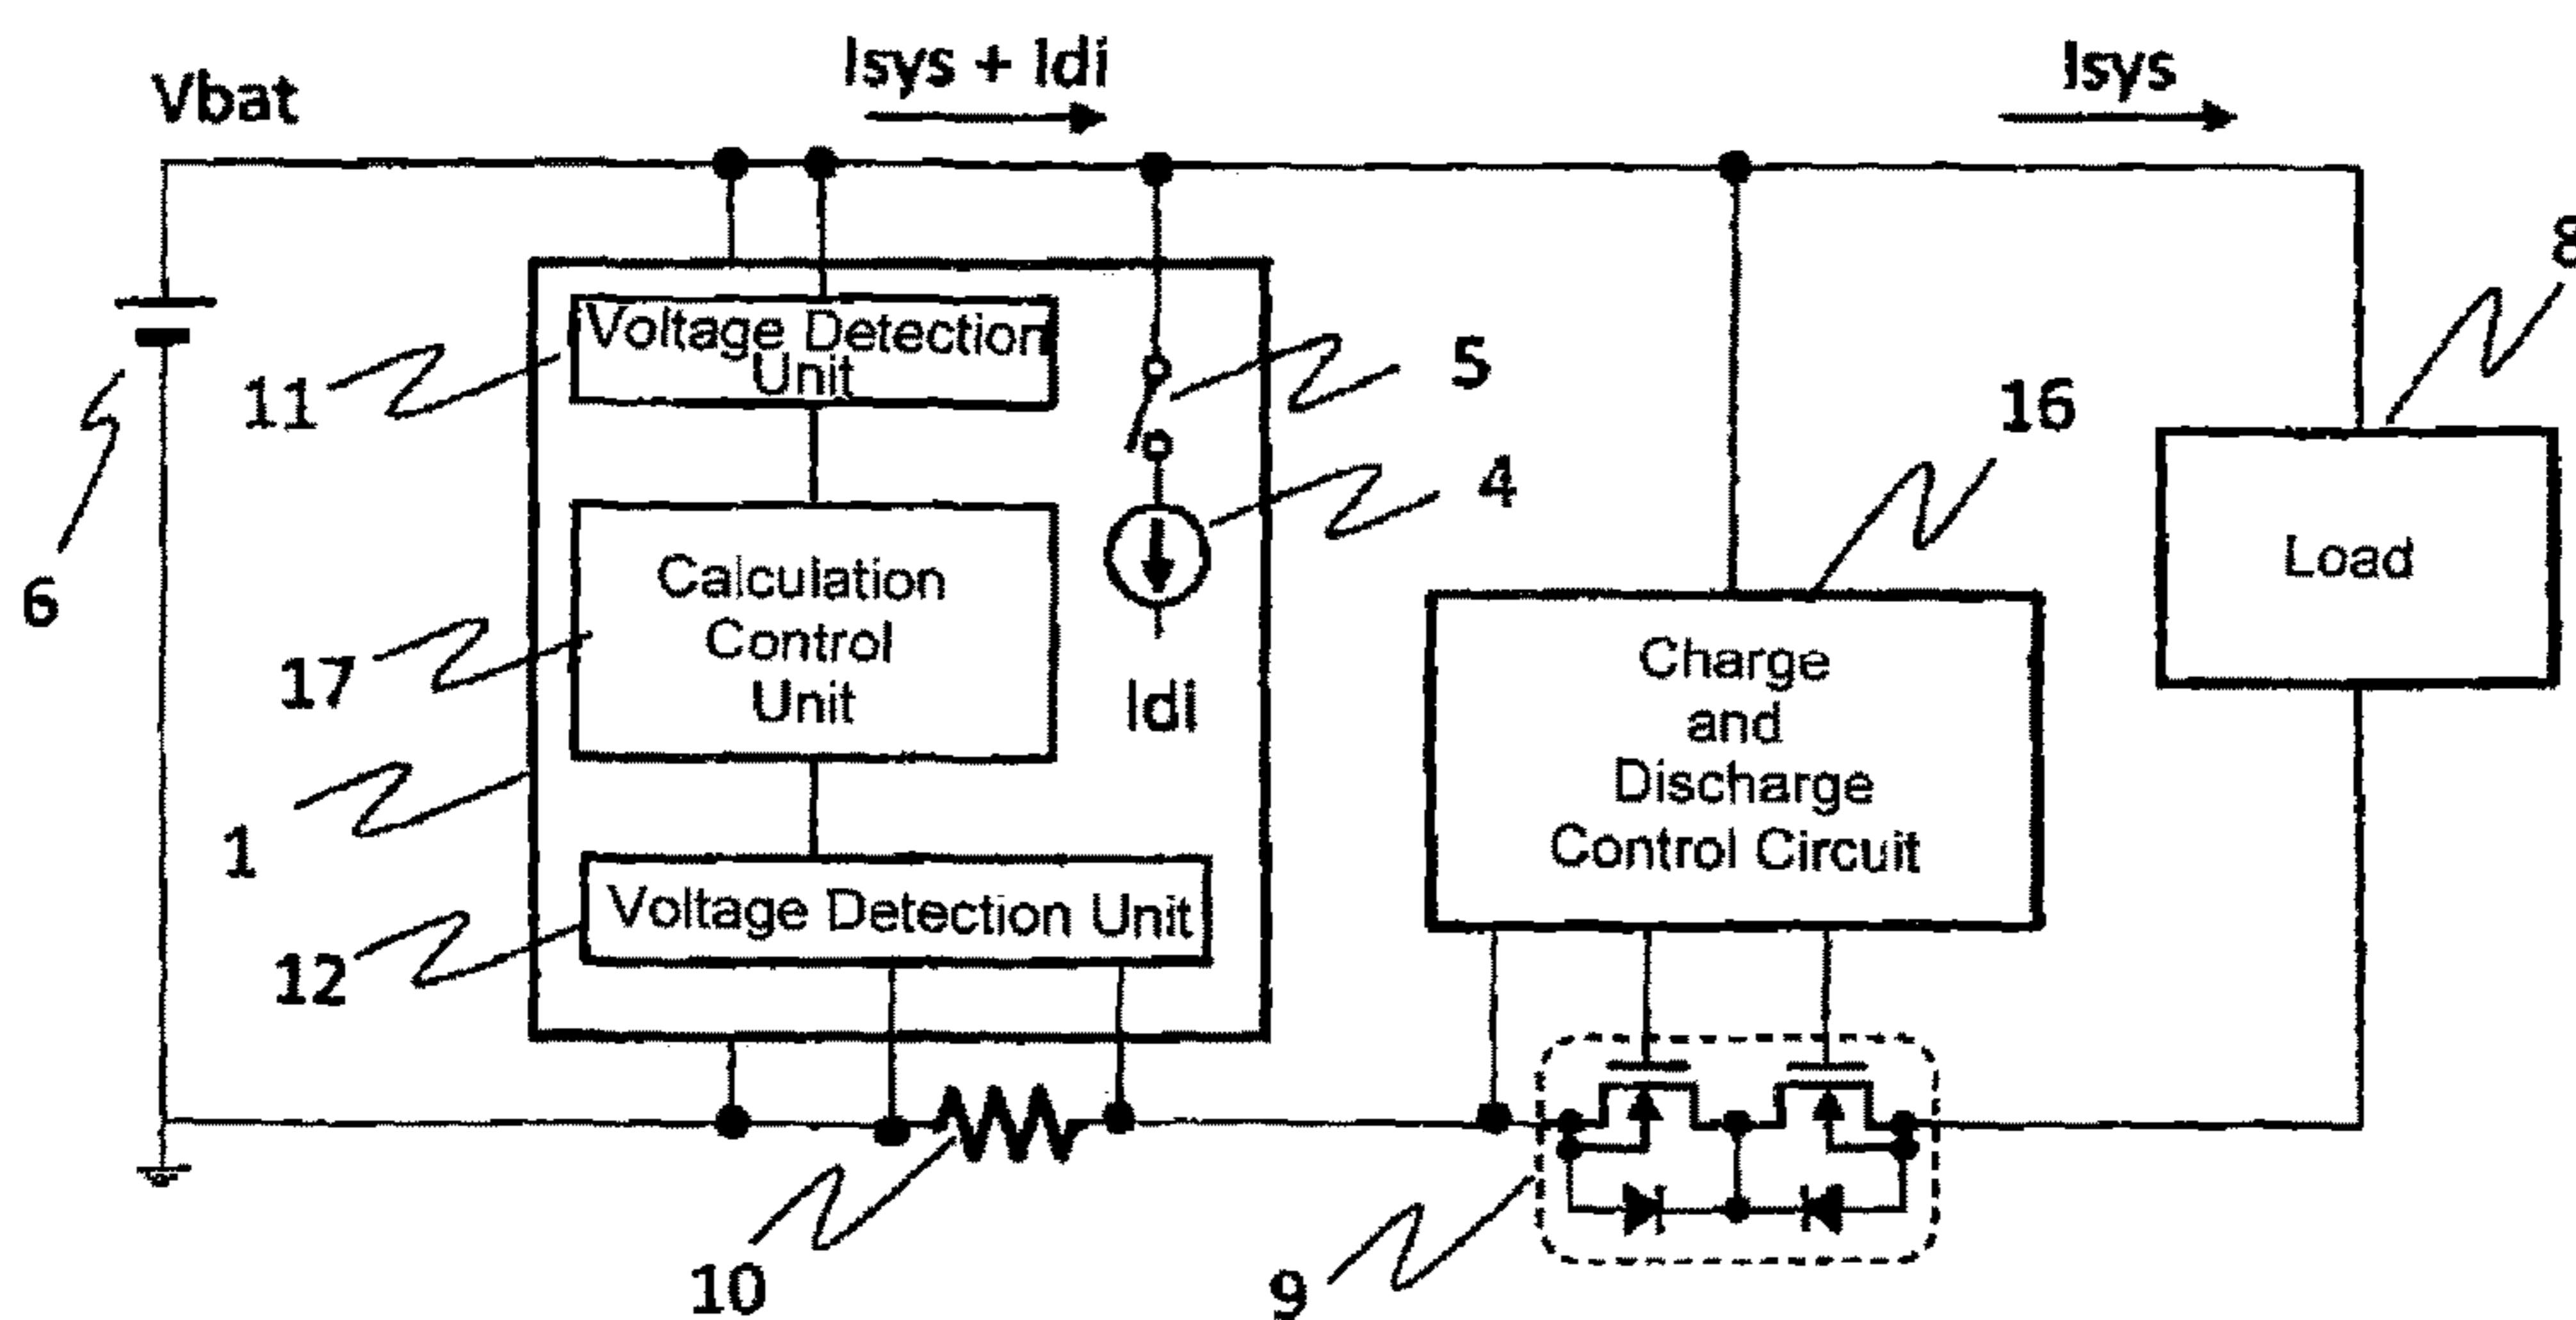 Isys + Idi
Isys
Vbat
8
Voltage Detection
Unit
11
5
16
4
Load
6
Calculation
Control
Unit
17
Idi
Charge
and
Discharge
Control Circuit
1
Voltage Detection Unit
12
10
9